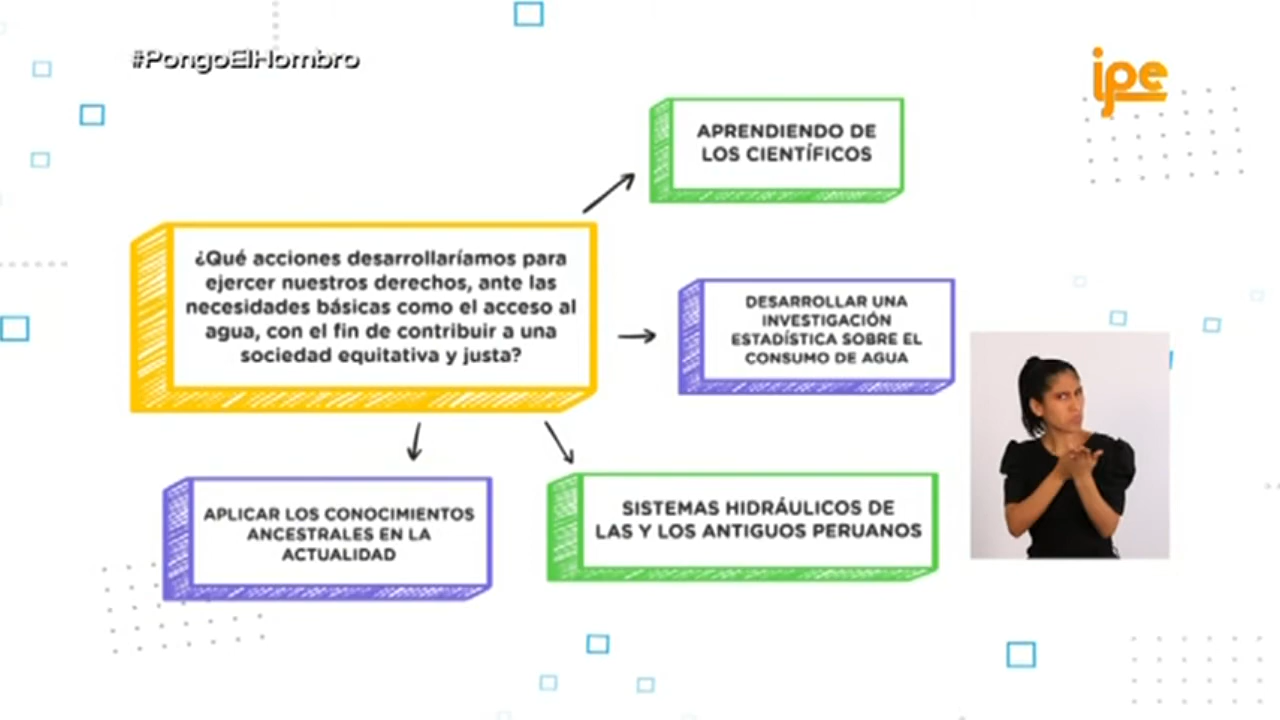 #PongoElHombro
ipe
APRENDIENDO DE
LOS CIENTÍFICOS
¿Qué acciones desarrollaríamos para
ejercer nuestros derechos, ante las
necesidades básicas como el acceso al
agua, con el fin de contribuir a una
sociedad equitativa y justa?
DESARROLLAR UNA
INVESTIGACIÓN
ESTADÍSTICA SOBRE EL
CONSUMO DE AGUA
APLICAR LOS CONOCIMIENTOS
ANCESTRALES EN LA
ACTUALIDAD
SISTEMAS HIDRÁULICOS DE
LAS Y LOS ANTIGUOS PERUANOS